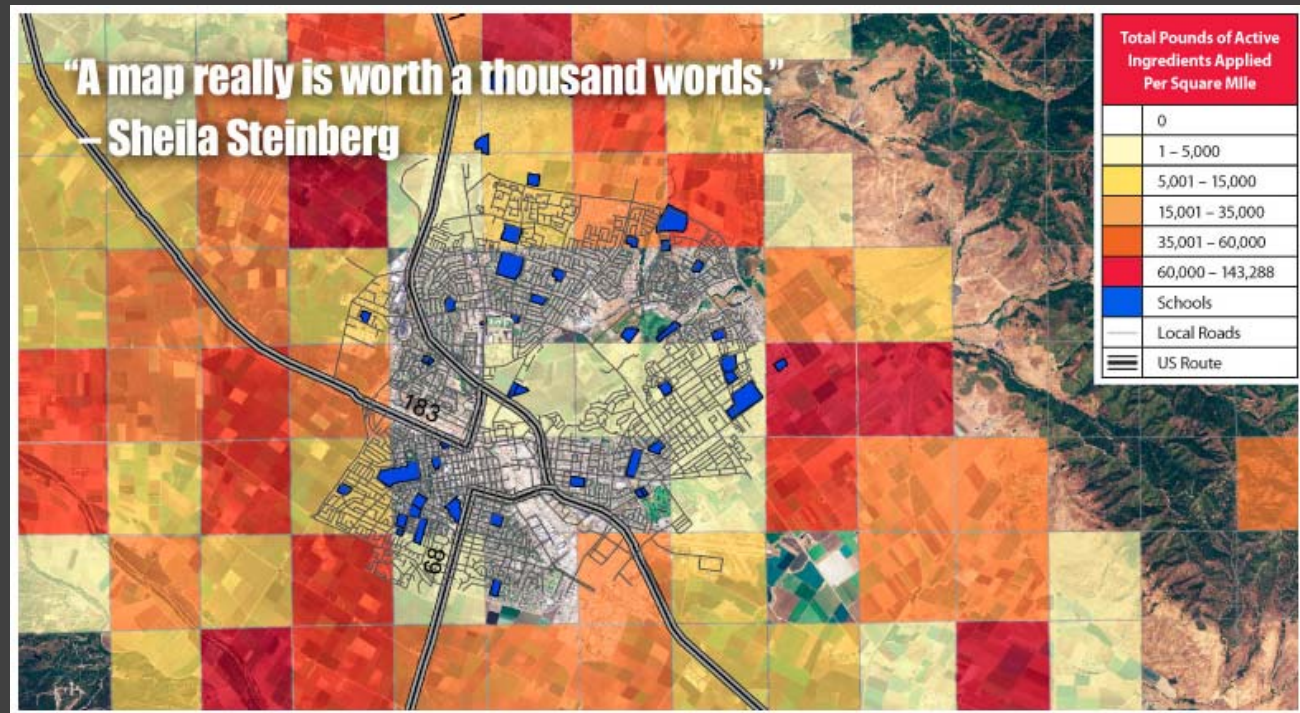 “A map really is worth a thousand words.”
– Sheila Steinberg
Total Pounds of Active
Ingredients Applied
Per Square MIle
0
1 – 5,000
5,001 – 15,000
15,001 – 35,000
35,001 – 60,000
60,000 – 143,288
Schools
Local Roads
US Route
183
68